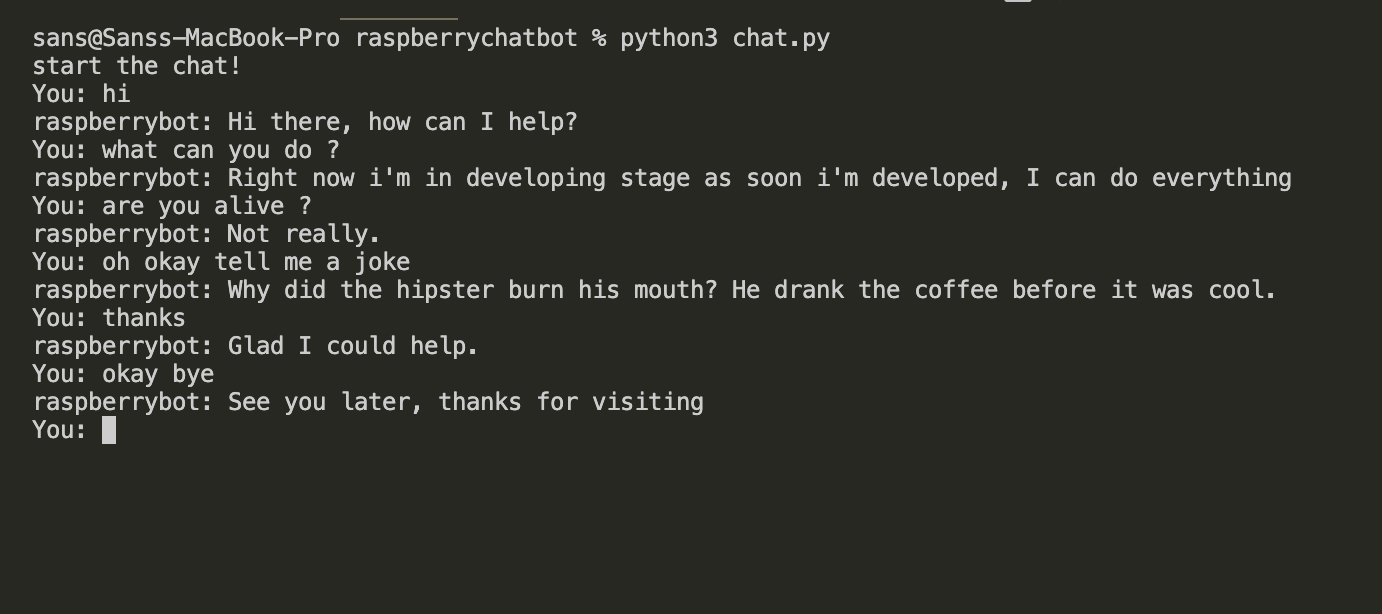 sans@Sanss-MacBook-Pro raspberrychatbot % python3 chat.py
start the chat!
You: hi
raspberrybot: Hi there, how can I help?
You: what can you do ?
raspberrybot: Right now i'm in developing stage as soon i'm developed, I can do everything
You: are you alive ?
raspberrybot: Not really.
You: oh okay tell me a joke
raspberrybot: Why did the hipster burn his mouth? He drank the coffee before it was cool.
You: thanks
raspberrybot: Glad I could help.
You: okay bye
raspberrybot: See you later, thanks for visiting
You: